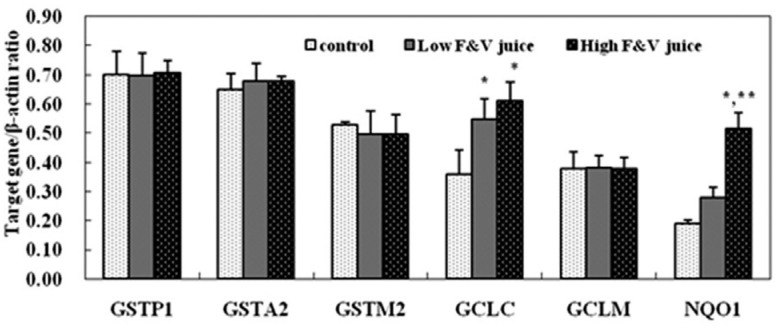 0.90
0.80
0.70
0.60
0.50
0.40
0.30
0.20
0.10
0.00
Target gene/β-actin ratio
control Low F&V juice High F&V juice
* * *,**
GSTP1 GSTA2 GSTM2 GCLC GCLM NQO1